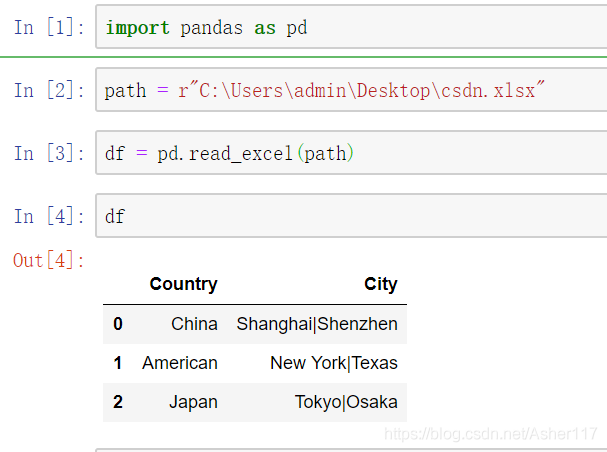 In [1]: import pandas as pd
In [2]: path = r"C:\Users\admin\Desktop\csdn.xlsx"
In [3]: df = pd.read_excel(path)
In [4]: df
Out[4]:
Country City
0 China Shanghai|Shenzhen
1 American New York|Texas
2 Japan Tokyo|Osaka
https://blog.csdn.net/Asher117